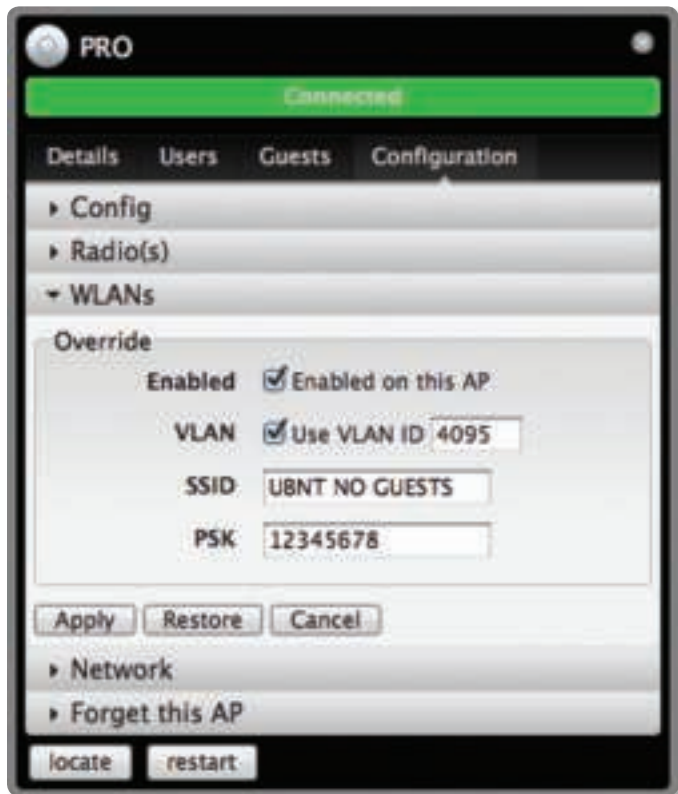 PRO
Connected
Details Users Guests Configuration
Config
Radio(s)
WLANs
Override
Enabled Enabled on this AP
VLAN Use VLAN ID 4095
SSID UBNT NO GUESTS
PSK 12345678
Apply Restore Cancel
Network
Forget this AP
locate restart